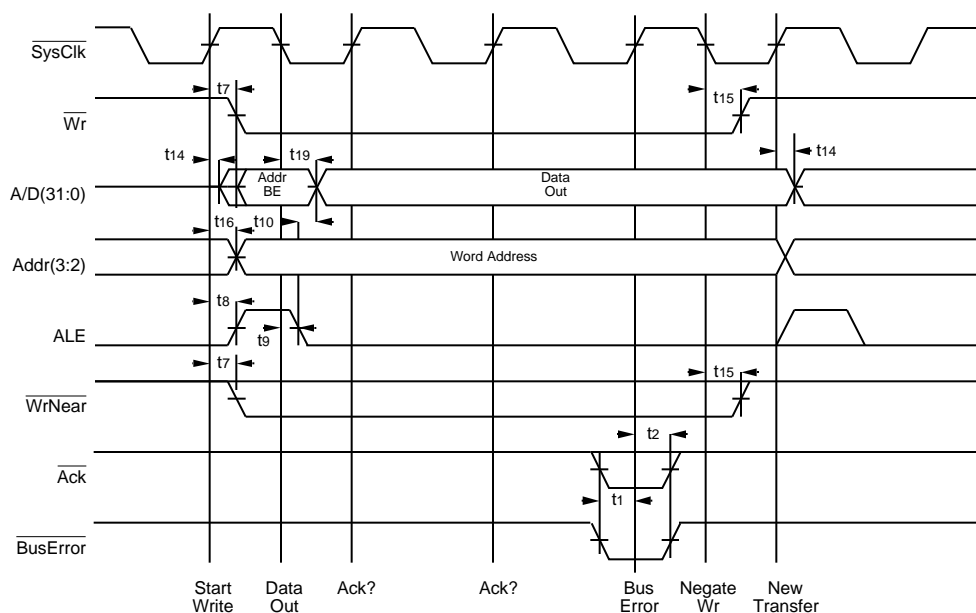 SysClk
t7
t15
Wr
t14
t19
t14
Addr
BE
Data
Out
A/D(31:0)
t16
t10
Addr(3:2)
Word Address
t8
ALE
t9
t7
t15
WrNear
t2
Ack
t1
BusError
Start
Write
Data
Out
Ack?
Ack?
Bus
Error
Negate
Wr
New
Transfer